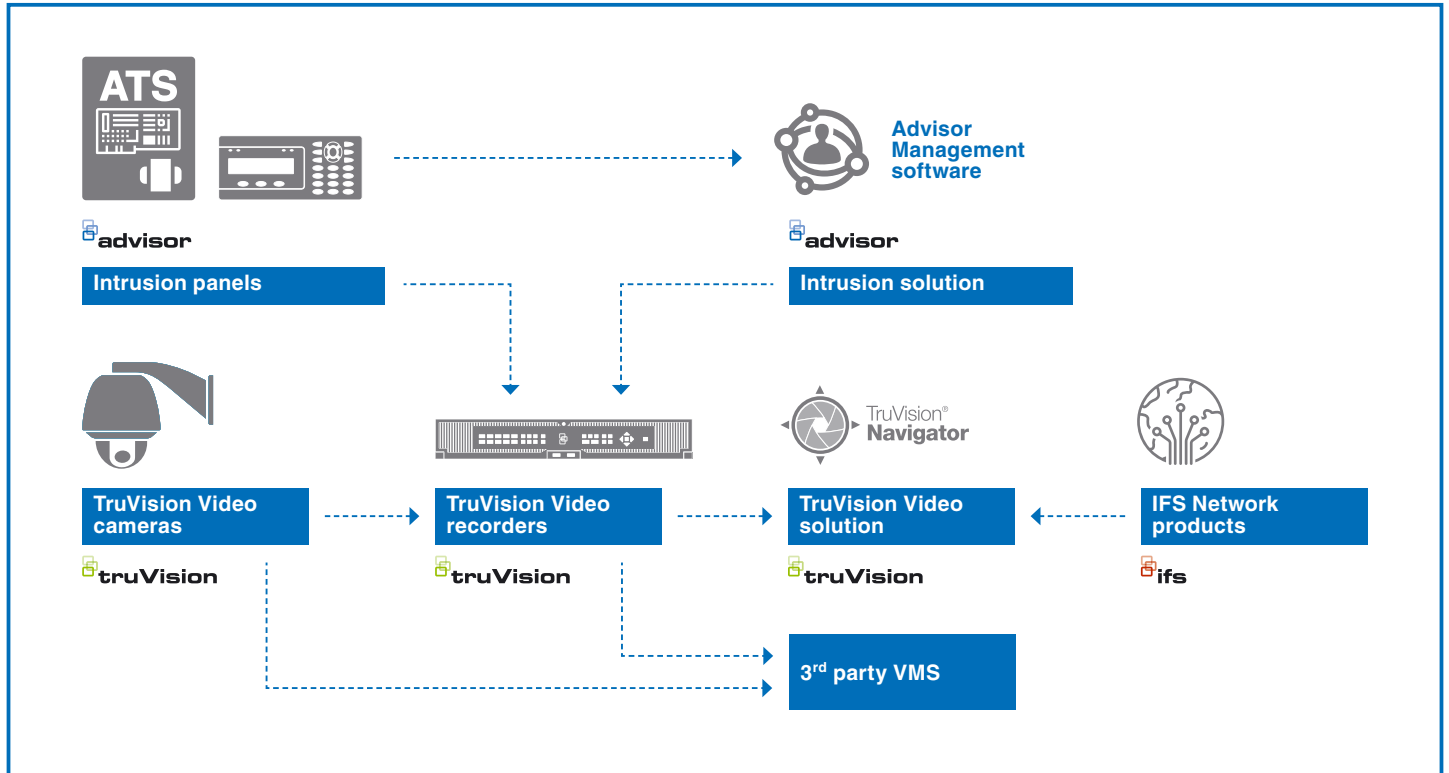 ATS
Advisor
Management
software
advisor
advisor
Intrusion panels
Intrusion solution
TruVision®
Navigator
TruVision Video
cameras
TruVision Video
recorders
TruVision Video
solution
IFS Network
products
truVision
truVision
truVision
ifs
3rd party VMS